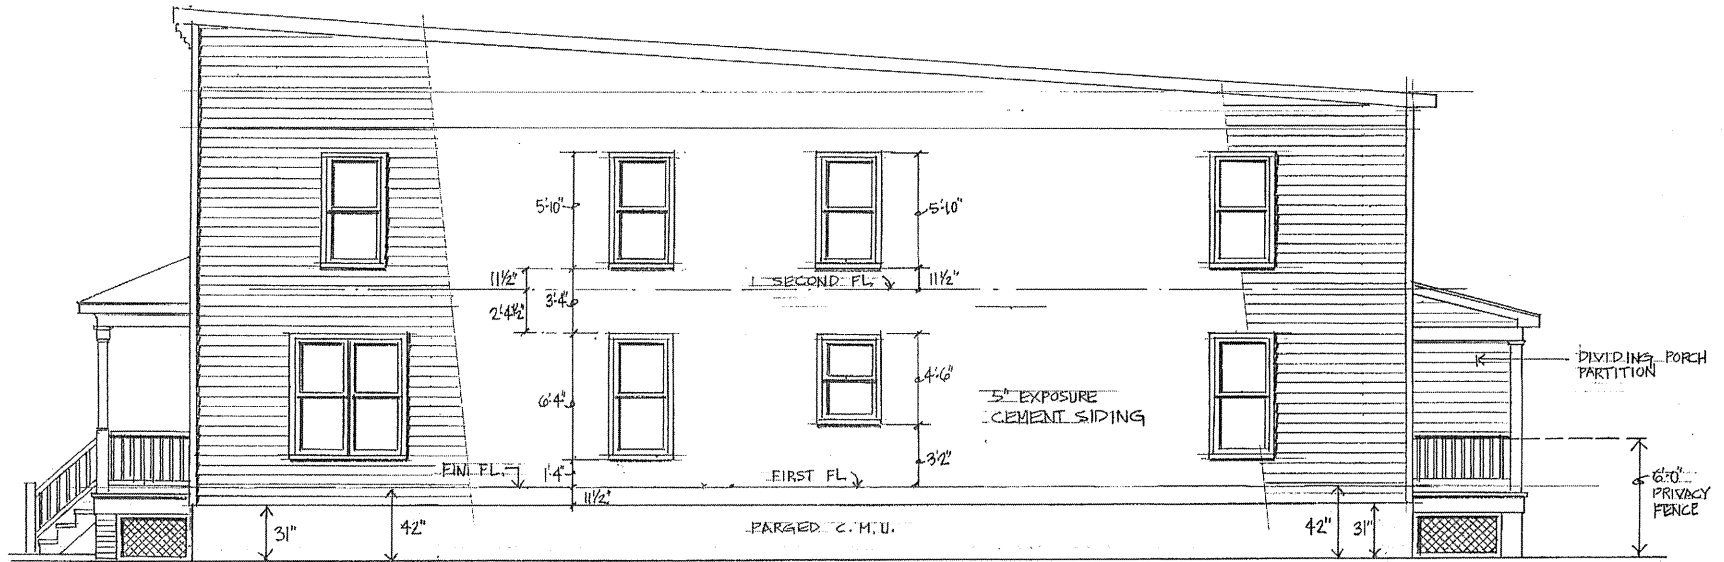 5'-10"
5'-10"
11½"
SECOND FL.
11½"
3'-4"
2'-4½"
DIVIDING PORCH
PARTITION
4'-6"
6'-4"
5" EXPOSURE
CEMENT SIDING
3'-2"
FIN. FL.
1'-4"
FIRST FL.
6'-0"
PRIVACY
FENCE
11½"
31"
42"
PARGED C.M.U.
42"
31"